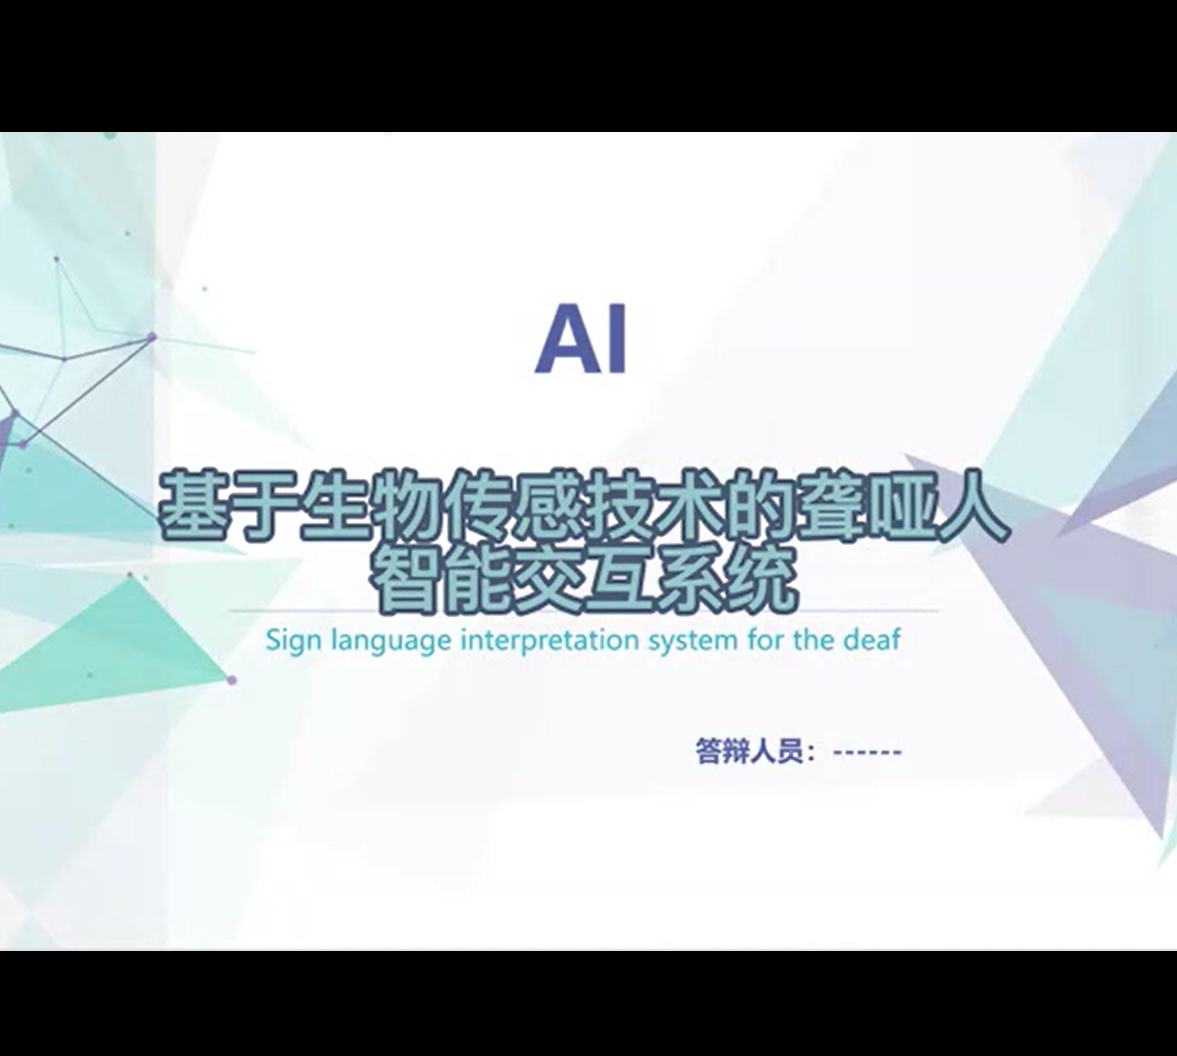 AI
基于生物传感技术的聋哑人
智能交互系统
Sign language interpretation system for the deaf
答辩人员：------